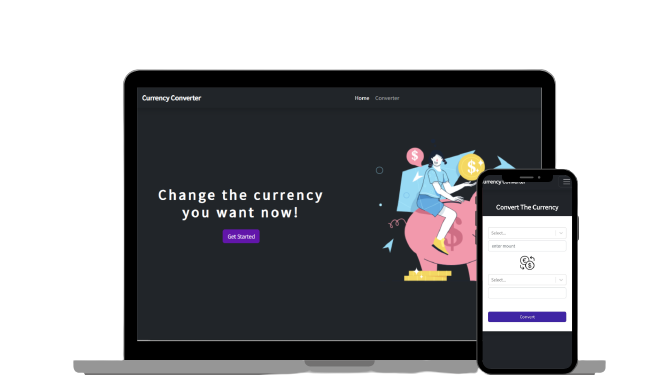 Currency Converter
Home Converter
Change the currency
you want now!
Get Started
Currency Converter
Convert The Currency
Select...
enter mount
Select...
Convert